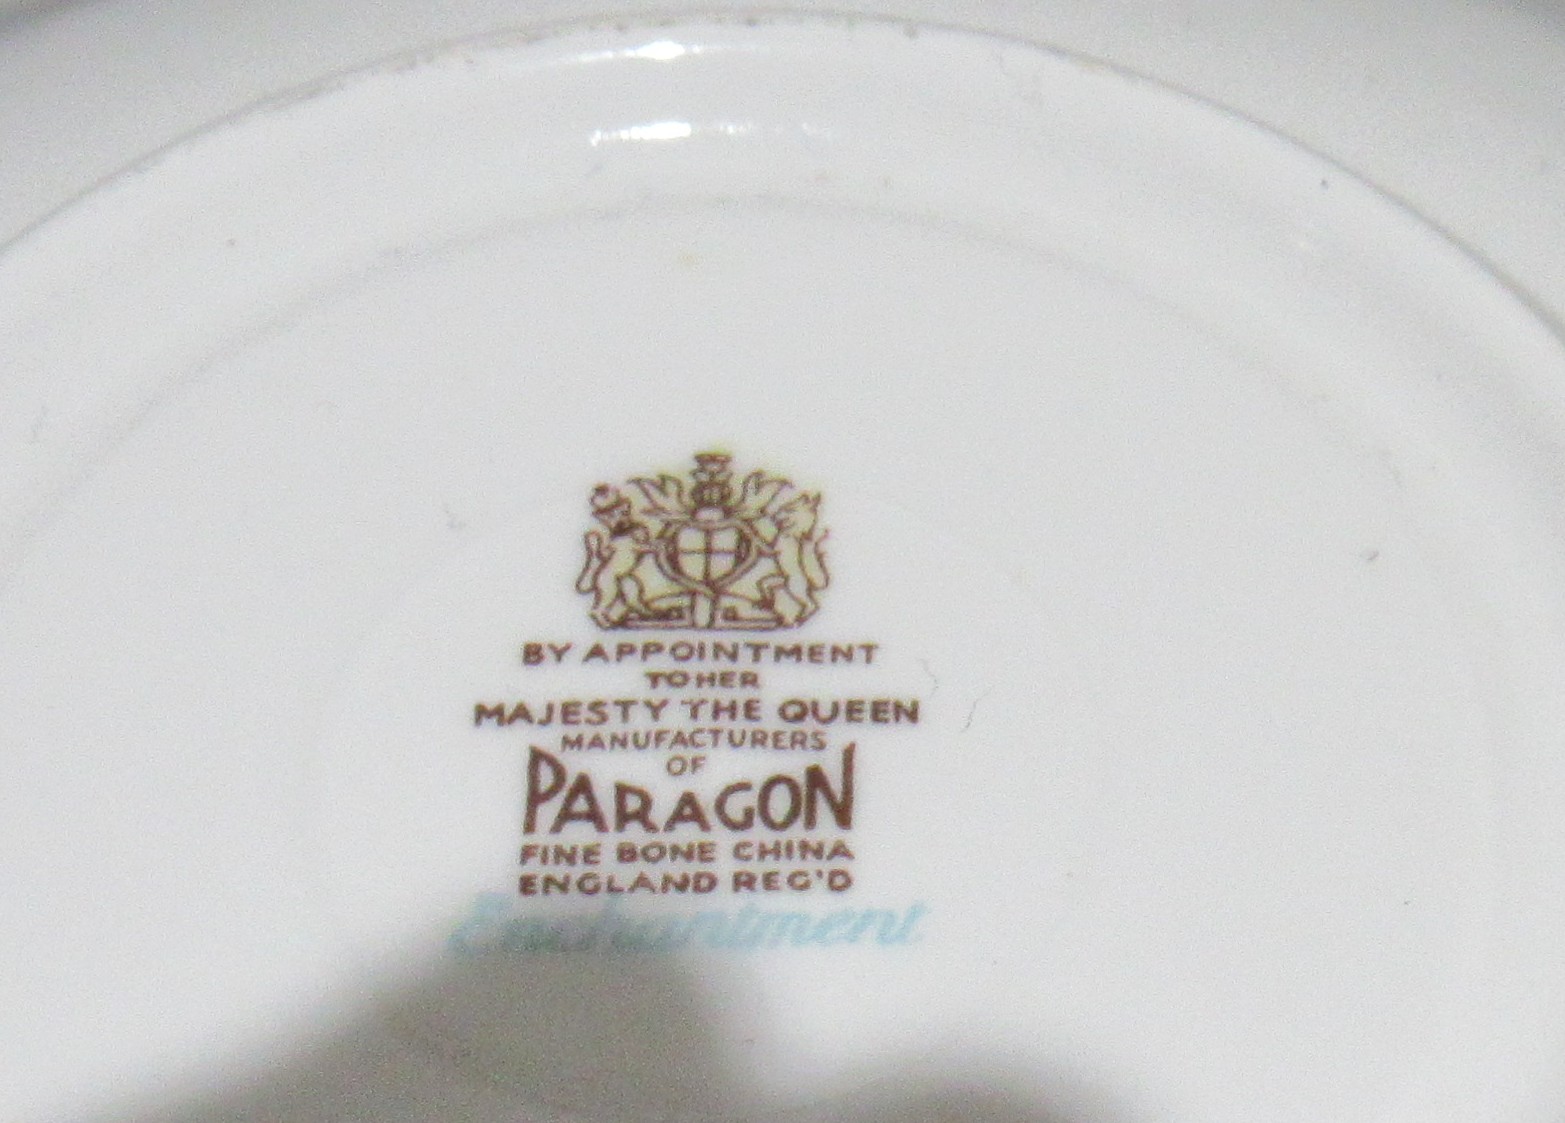 BY APPOINTMENT
TO HER
MAJESTY THE QUEEN
MANUFACTURERS
OF
PARAGON
FINE BONE CHINA
ENGLAND REG'D
Enchantment